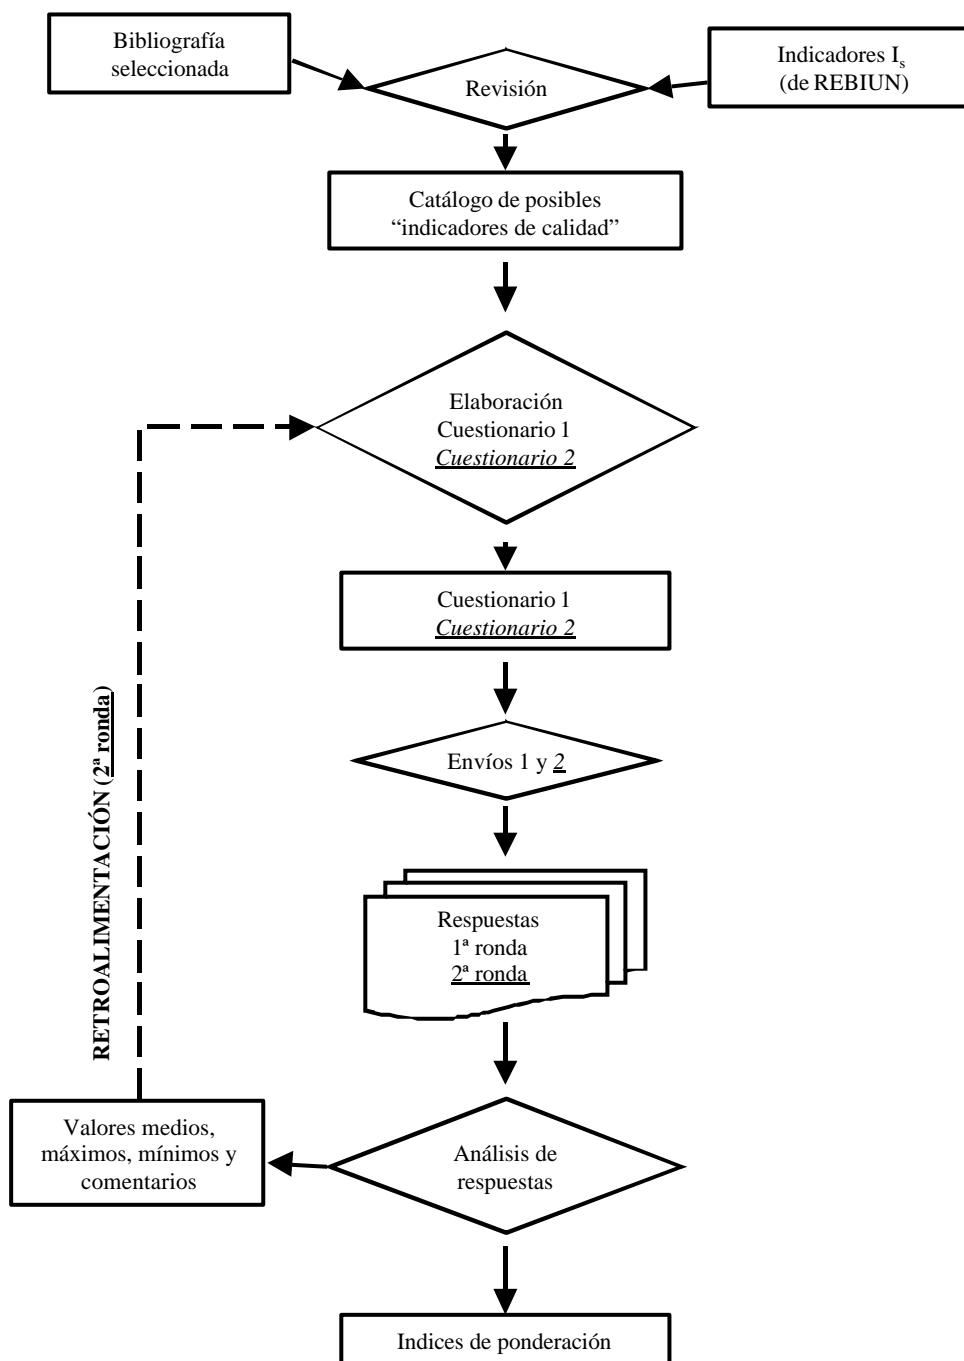 Bibliografía
seleccionada
Revisión
Indicadores Is
(de REBIUN)
Catálogo de posibles
“indicadores de calidad”
Elaboración
Cuestionario 1
Cuestionario 2
Cuestionario 1
Cuestionario 2
Envíos 1 y 2
RETROALIMENTACIÓN (2ª ronda)
Respuestas
1ª ronda
2ª ronda
Valores medios,
máximos, mínimos y
comentarios
Análisis de
respuestas
Indices de ponderación